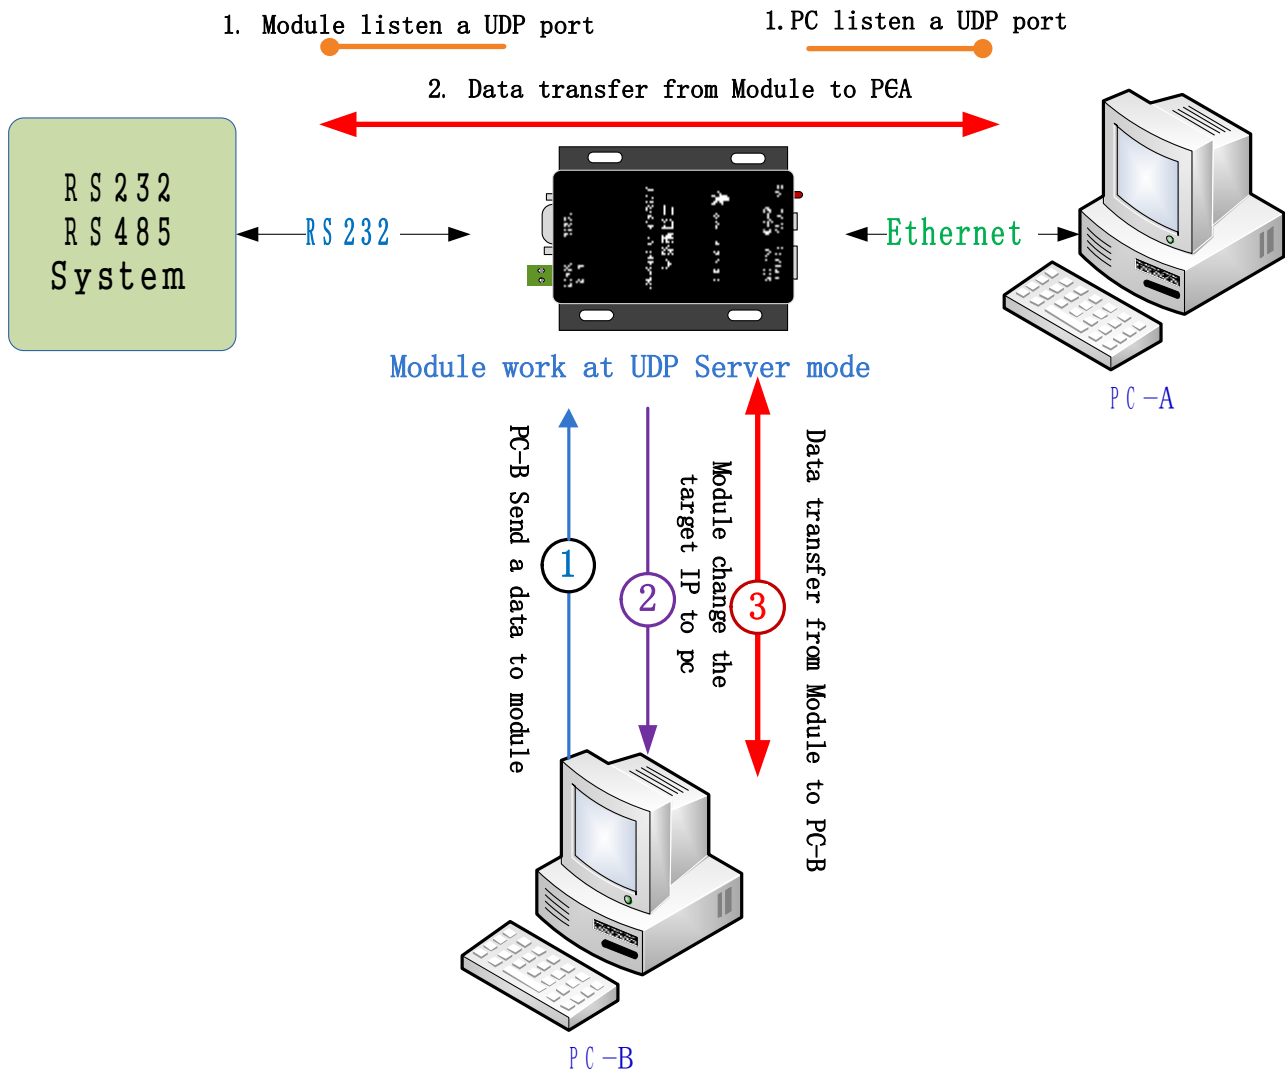 1. Module listen a UDP port
1.PC listen a UDP port
2. Data transfer from Module to PCA
RS232
RS485
System
RS232
Ethernet
Module work at UDP Server mode
PC-A
PC-B Send a data to module
1
2
Module change the
target IP to pc
3
Data transfer from Module to PC-B
PC-B